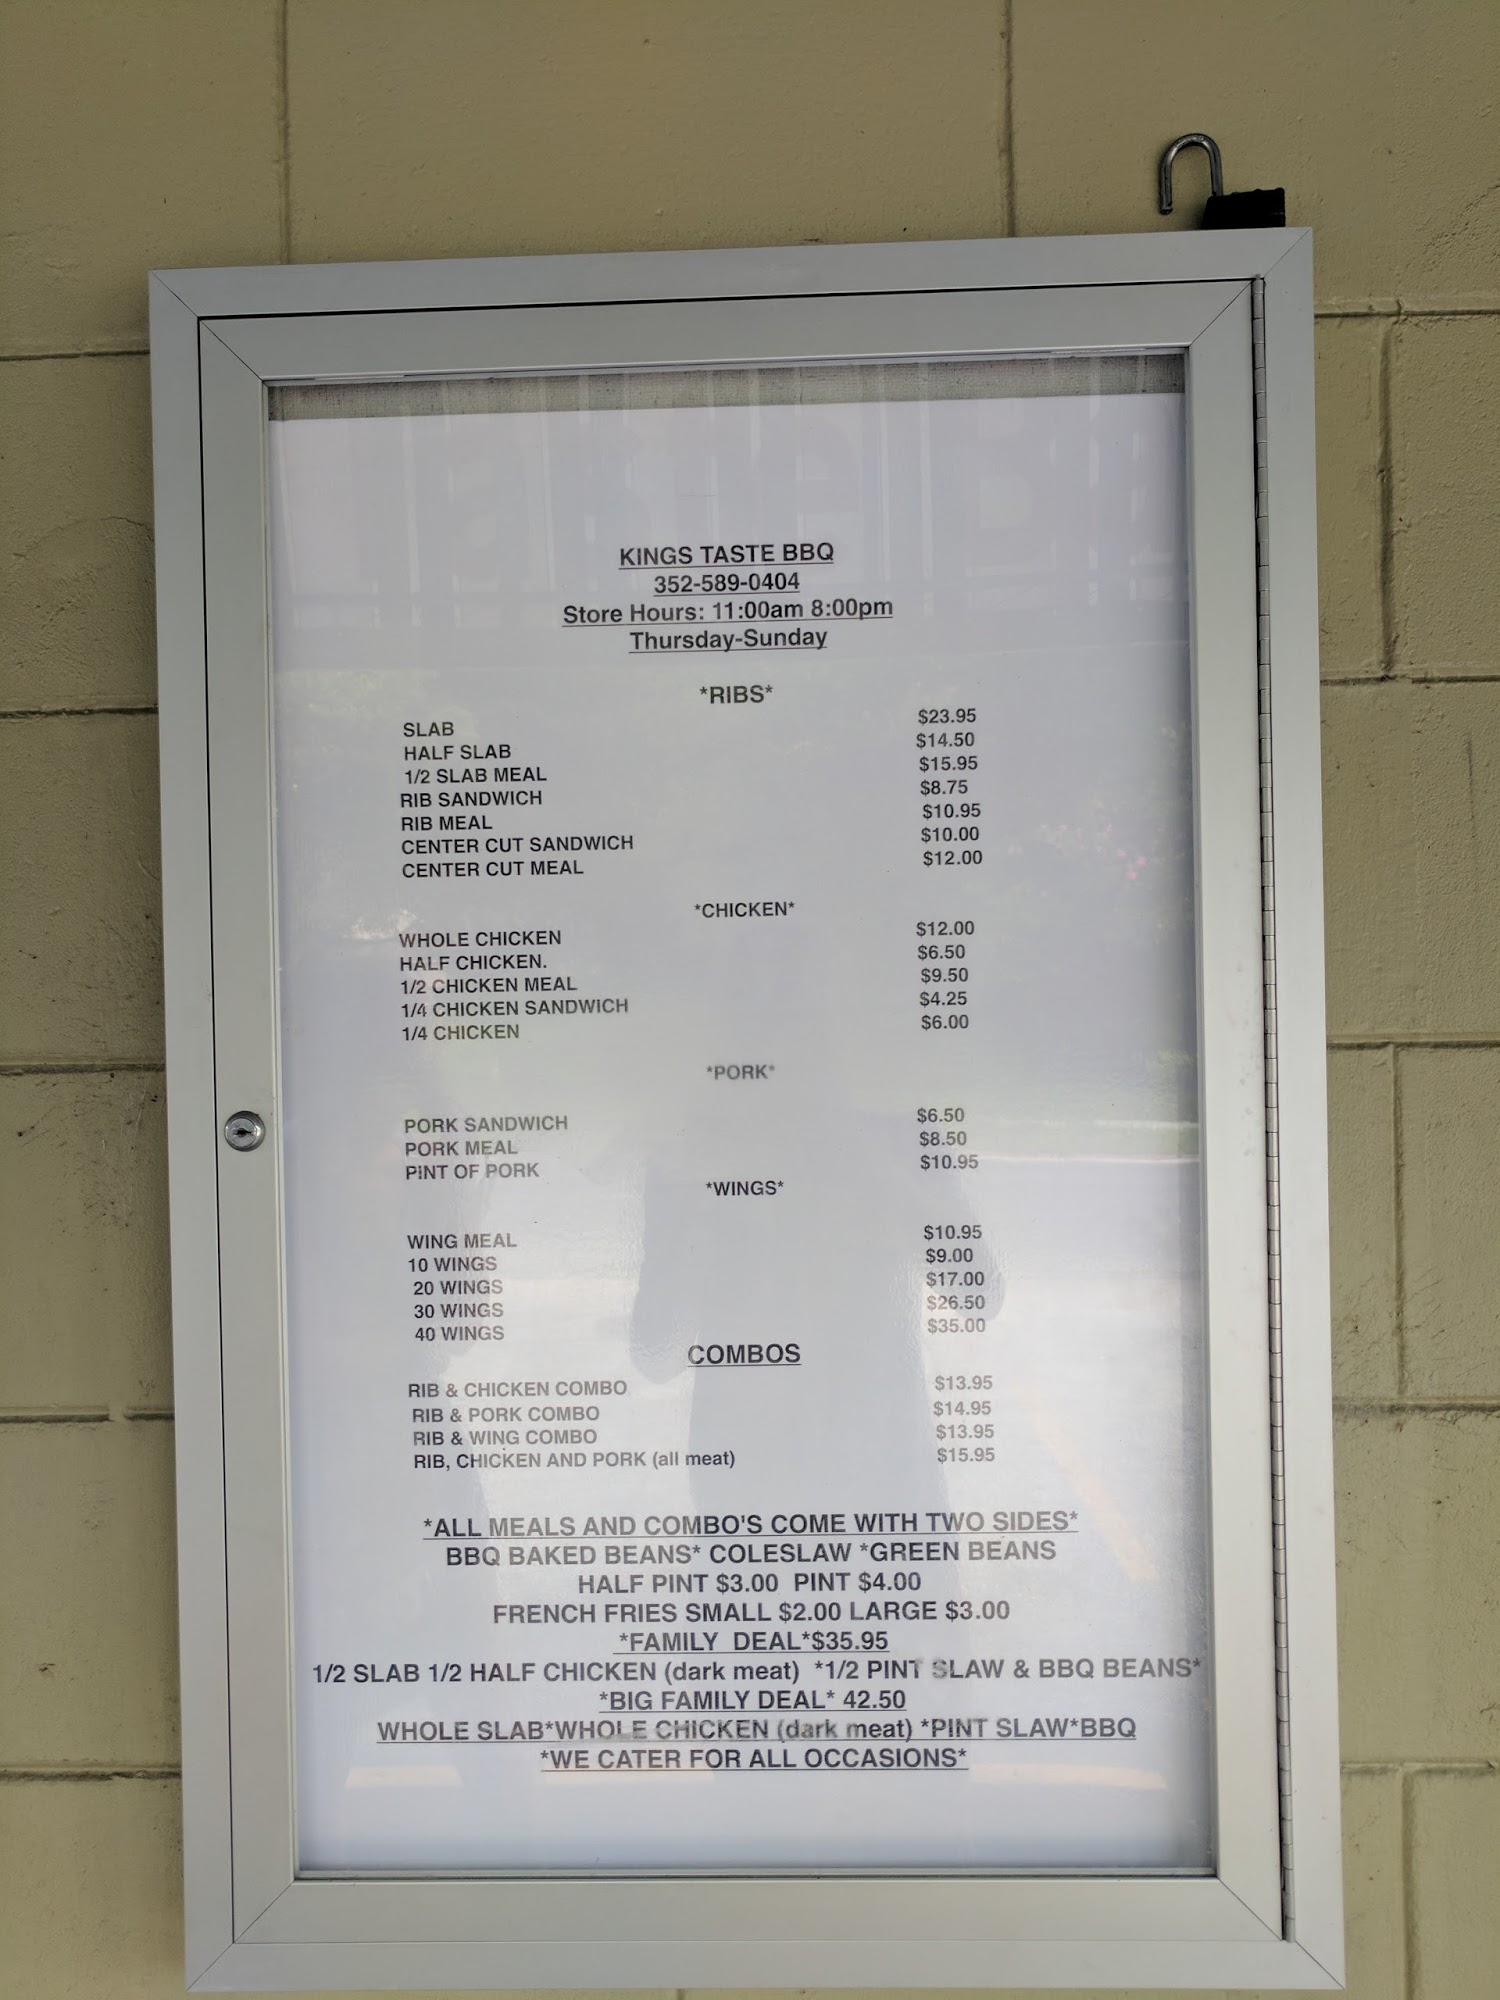 KINGS TASTE BBQ
352-589-0404
Store Hours: 11:00am 8:00pm
Thursday-Sunday
*RIBS*
SLAB $23.95
HALF SLAB $14.50
1/2 SLAB MEAL $15.95
RIB SANDWICH $8.75
RIB MEAL $10.95
CENTER CUT SANDWICH $10.00
CENTER CUT MEAL $12.00
*CHICKEN*
WHOLE CHICKEN $12.00
HALF CHICKEN. $6.50
1/2 CHICKEN MEAL $9.50
1/4 CHICKEN SANDWICH $4.25
1/4 CHICKEN $6.00
*PORK*
PORK SANDWICH $6.50
PORK MEAL $8.50
PINT OF PORK $10.95
*WINGS*
WING MEAL $10.95
10 WINGS $9.00
20 WINGS $17.00
30 WINGS $26.50
40 WINGS $35.00
COMBOS
RIB & CHICKEN COMBO $13.95
RIB & PORK COMBO $14.95
RIB & WING COMBO $13.95
RIB, CHICKEN AND PORK (all meat) $15.95
*ALL MEALS AND COMBO'S COME WITH TWO SIDES*
BBQ BAKED BEANS* COLESLAW *GREEN BEANS
HALF PINT $3.00 PINT $4.00
FRENCH FRIES SMALL $2.00 LARGE $3.00
*FAMILY DEAL*$35.95
1/2 SLAB 1/2 HALF CHICKEN (dark meat) *1/2 PINT SLAW & BBQ BEANS*
*BIG FAMILY DEAL* 42.50
WHOLE SLAB*WHOLE CHICKEN (dark meat) *PINT SLAW*BBQ
*WE CATER FOR ALL OCCASIONS*